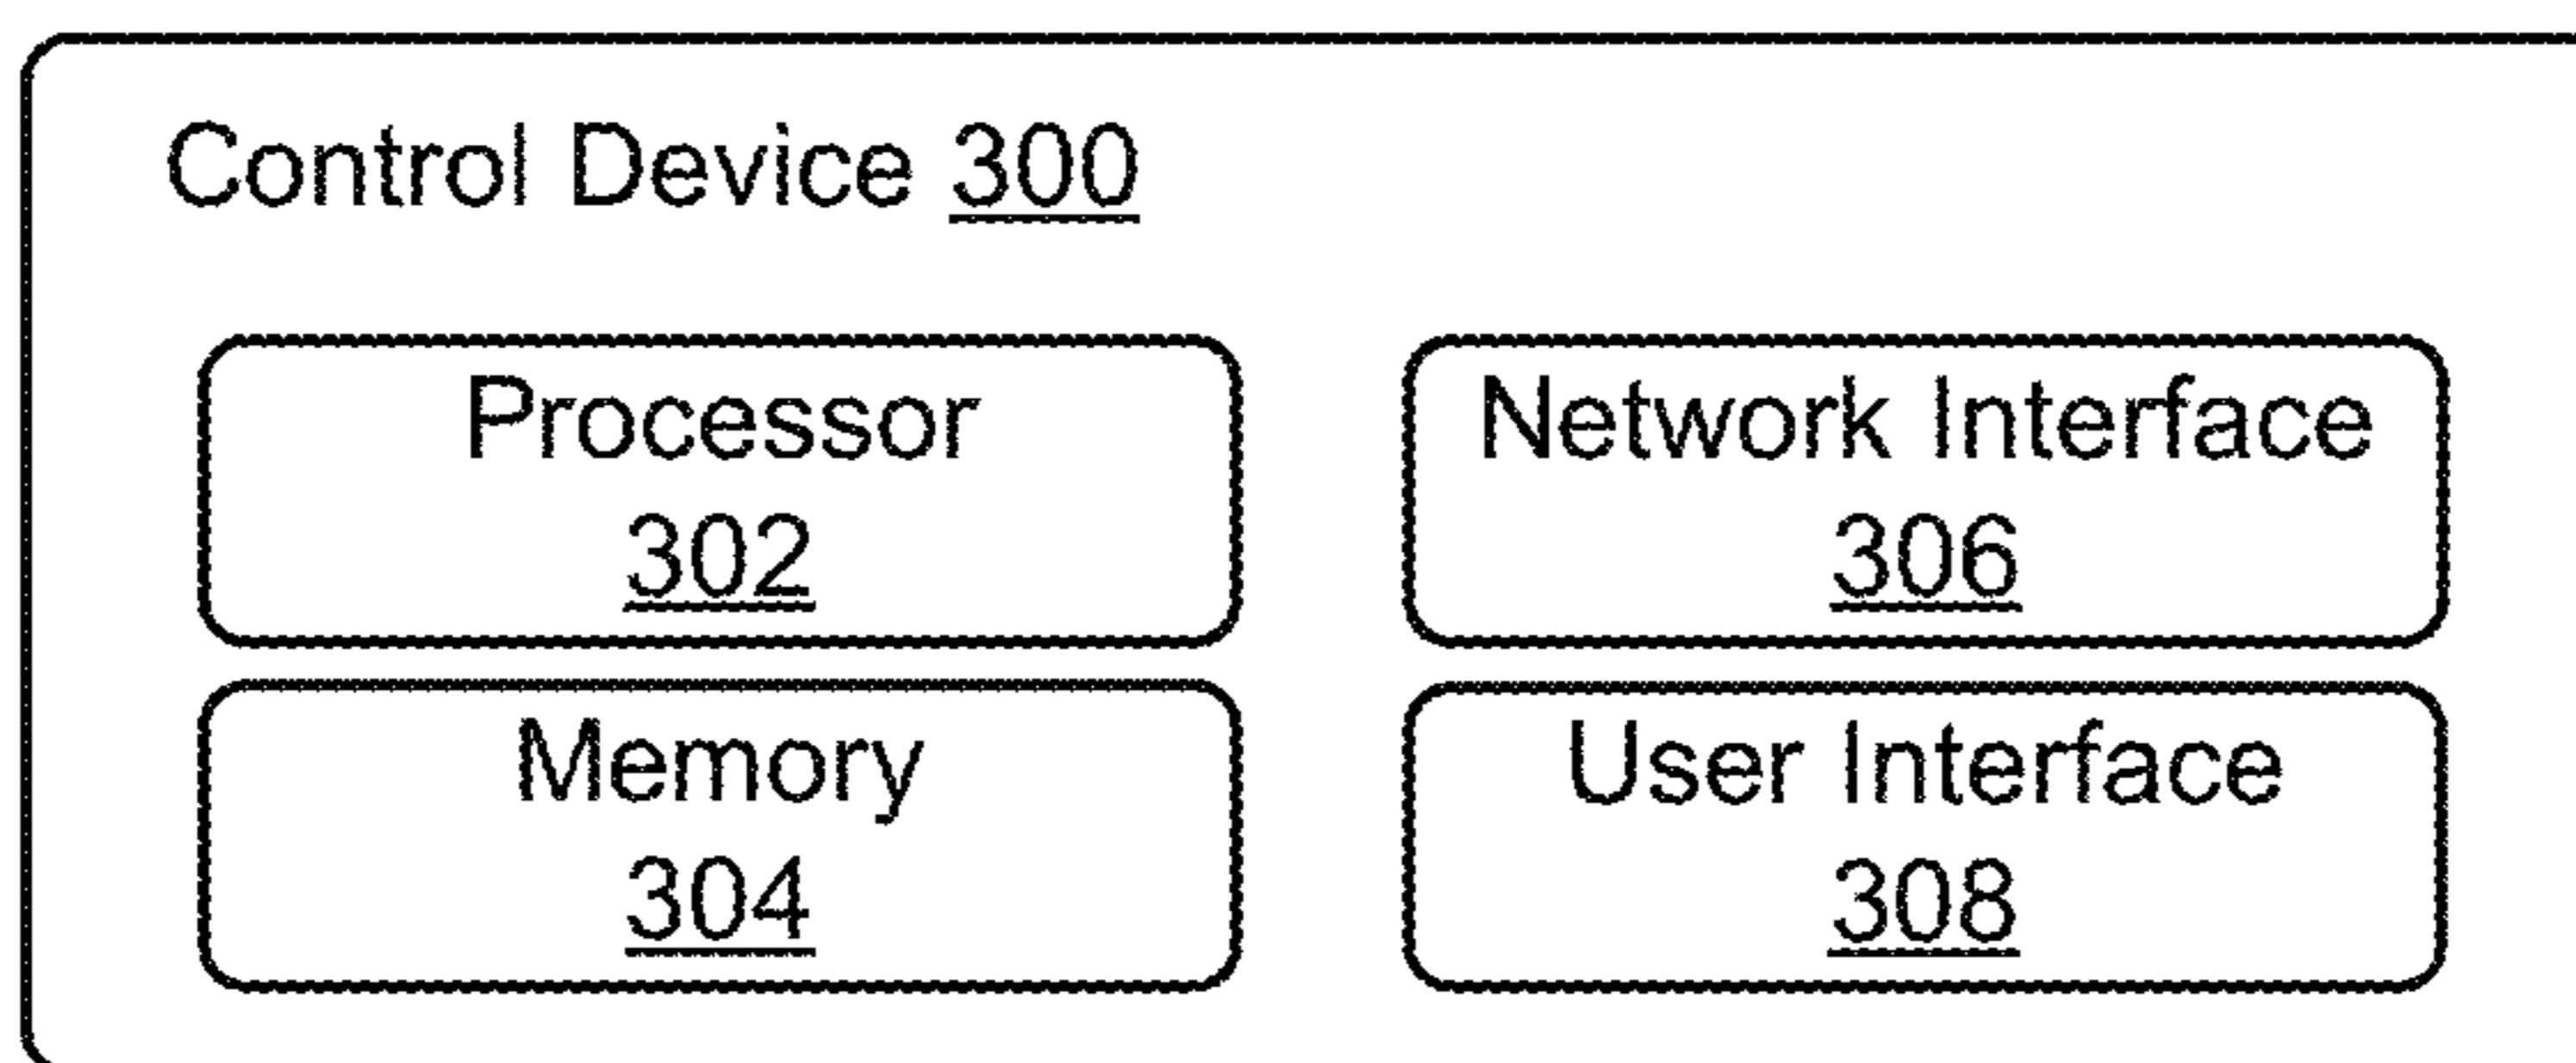 Control Device 300
Processor
302
Network Interface
306
Memory
304
User Interface
308